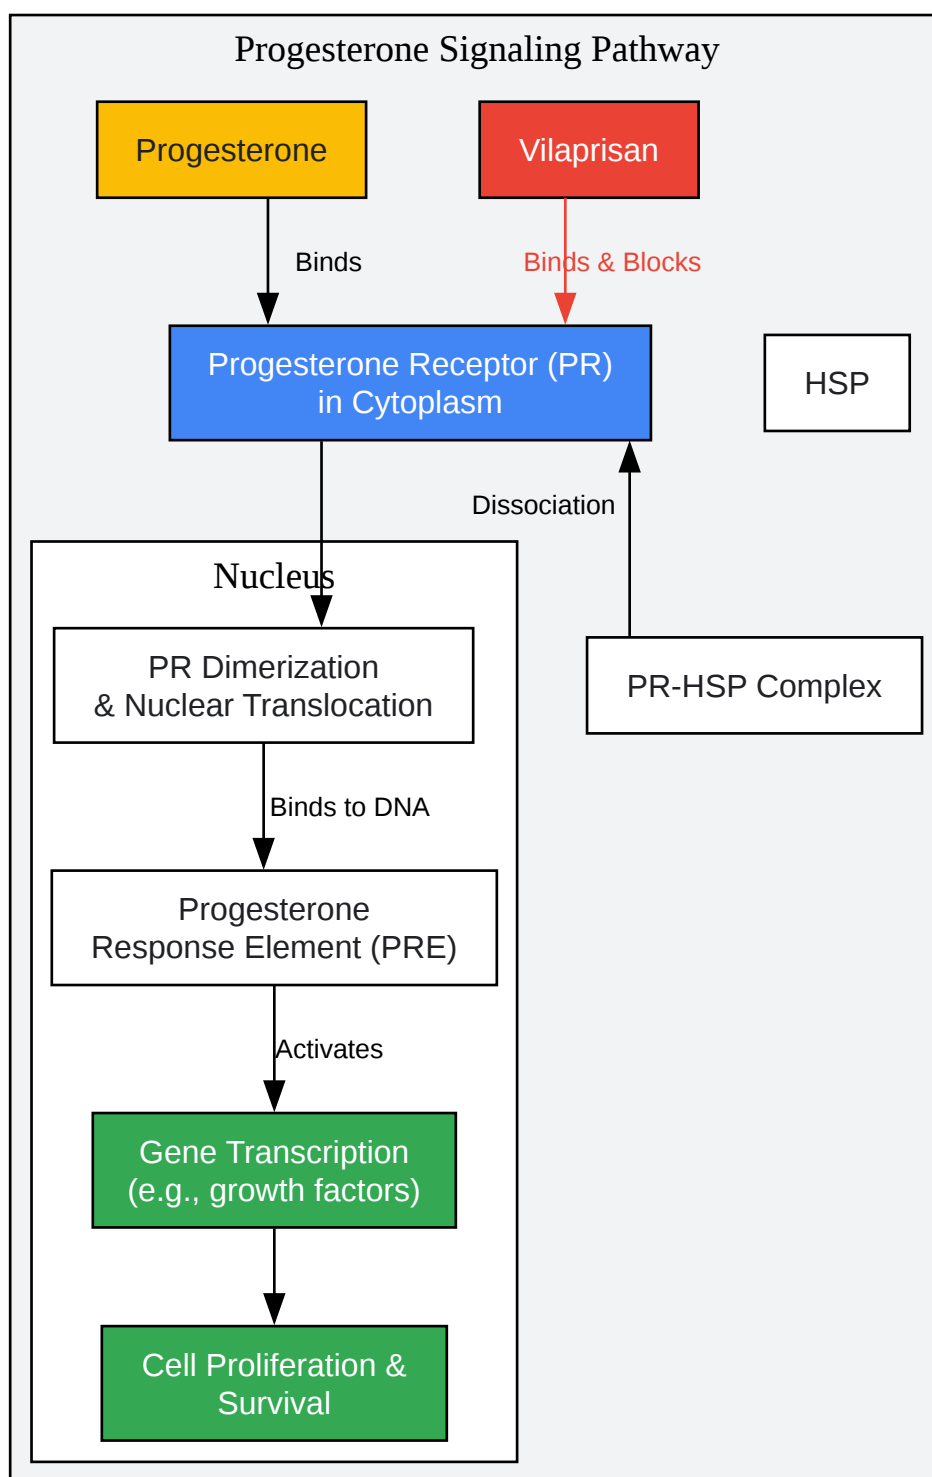 Progesterone Signaling Pathway
Progesterone
Vilaprisan
Binds
Binds & Blocks
Progesterone Receptor (PR)
in Cytoplasm
HSP
Dissociation
Nucleus
PR Dimerization
& Nuclear Translocation
PR-HSP Complex
Binds to DNA
Progesterone
Response Element (PRE)
Activates
Gene Transcription
(e.g., growth factors)
Cell Proliferation &
Survival